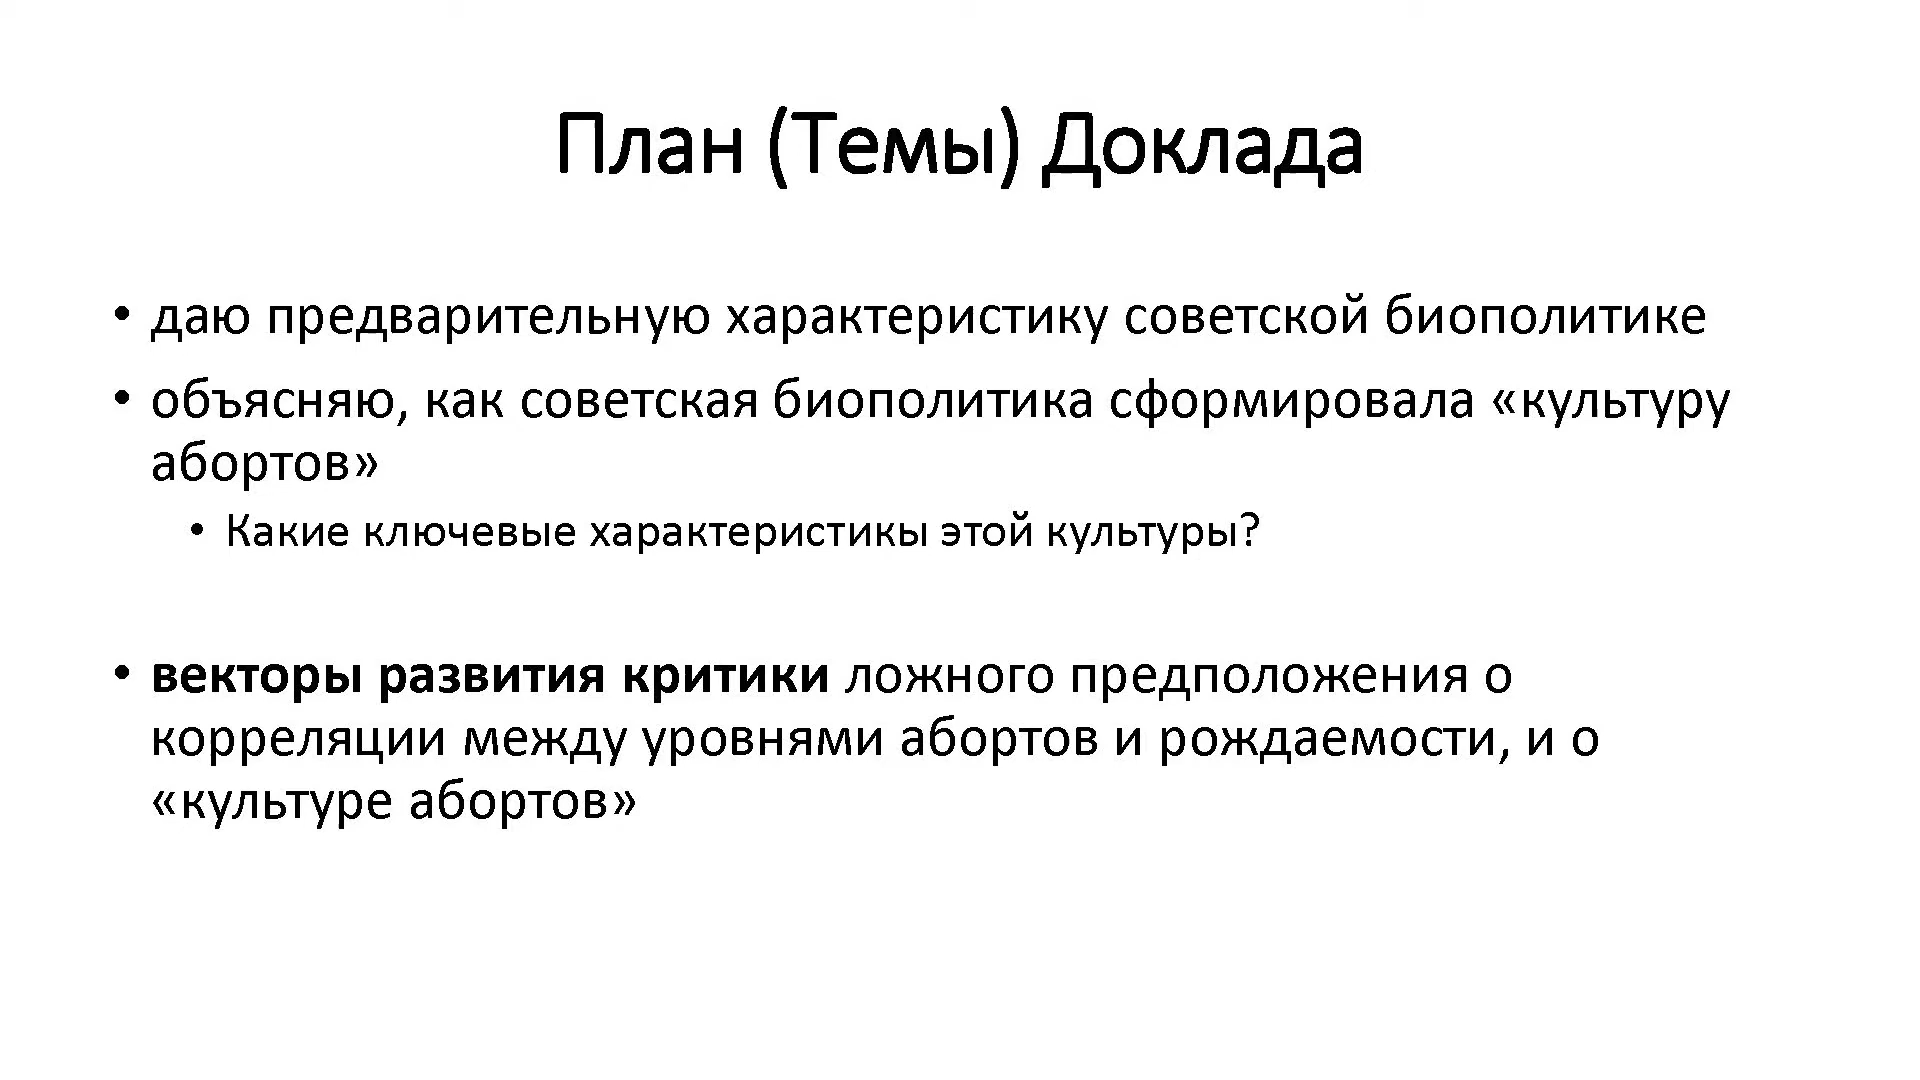 План (Темы) Доклада
• даю предварительную характеристику советской биополитике
• объясняю, как советская биополитика сформировала «культуру
абортов»
• Какие ключевые характеристикы этой культуры?
• векторы развития критики ложного предположения о
корреляции между уровнями абортов и рождаемости, и о
«культуре абортов»